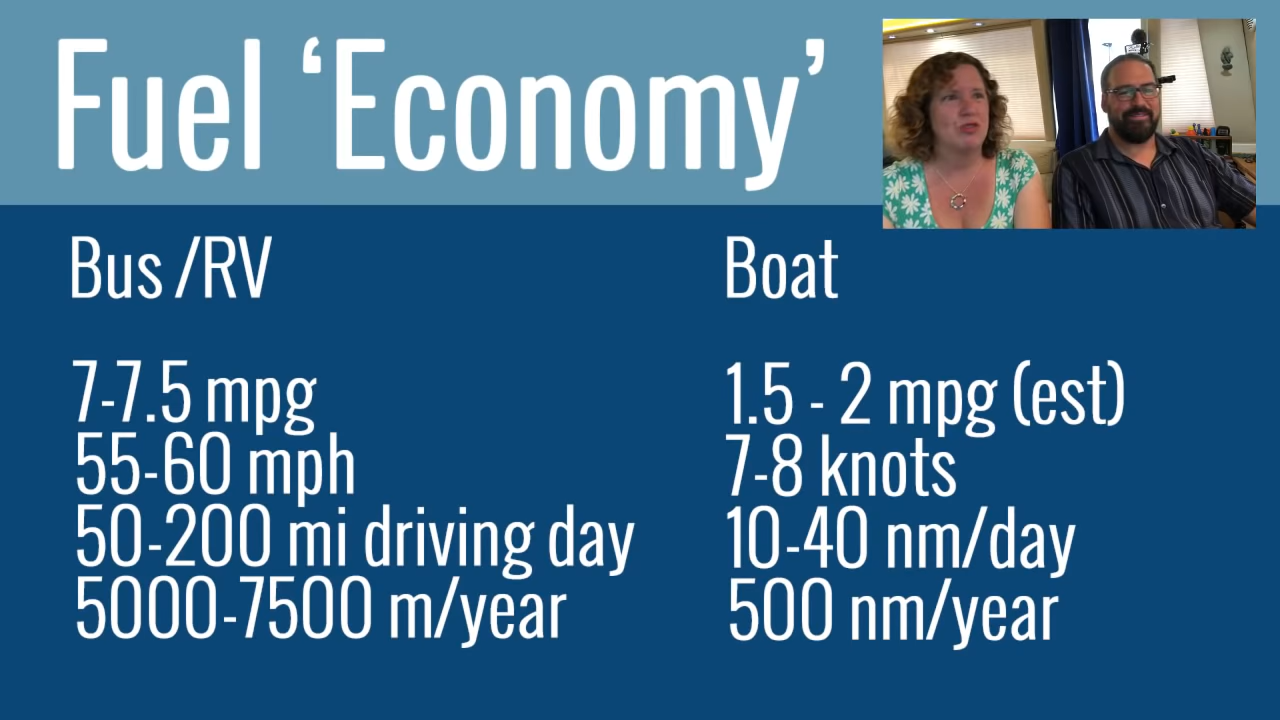 Fuel ‘Economy’
Bus /RV
7-7.5 mpg
55-60 mph
50-200 mi driving day
5000-7500 m/year
Boat
1.5 - 2 mpg (est)
7-8 knots
10-40 nm/day
500 nm/year